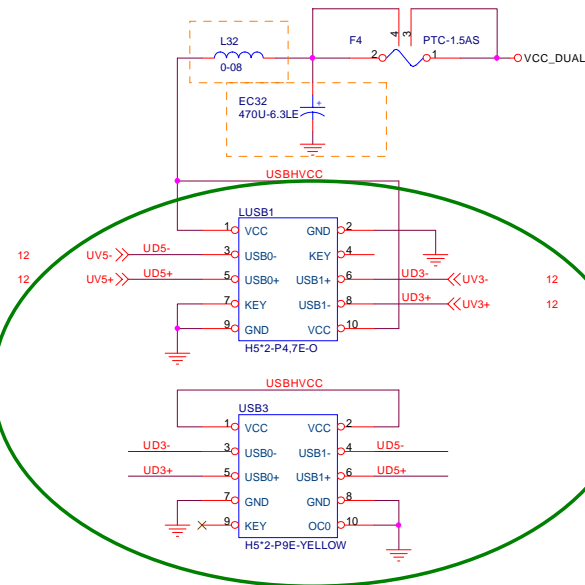 4 3
L32 F4 PTC-1.5AS
2 1 VCC_DUAL
0-08
EC32 +
470U-6.3LE
USBHVCC
LUSB1
1 VCC GND 2
12 UV5- UD5- 3 USB0- KEY 4
12 UV5+ UD5+ 5 USB0+ USB1+ 6 UD3- UV3- 12
7 KEY USB1- 8 UD3+ UV3+ 12
9 GND VCC 10
H5*2-P4,7E-O
USBHVCC
USB3
1 VCC VCC 2
UD3- 3 USB0- USB1- 4 UD5-
UD3+ 5 USB0+ USB1+ 6 UD5+
7 GND GND 8
9 KEY OC0 10
H5*2-P9E-YELLOW